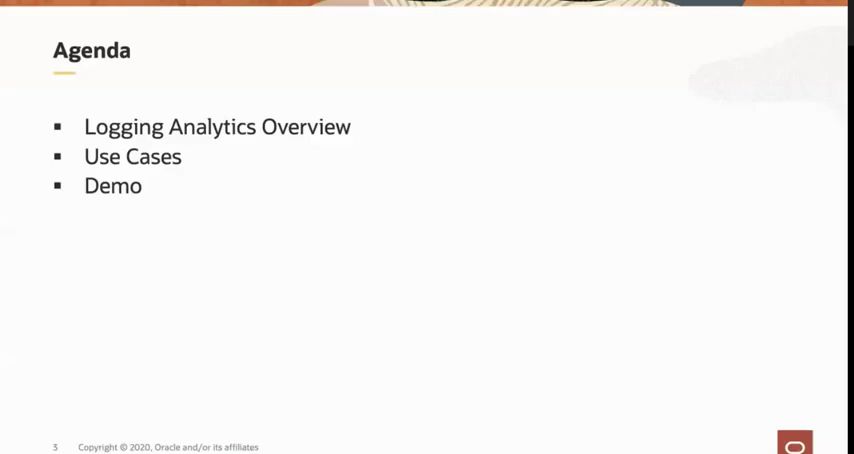 Agenda
▪ Logging Analytics Overview
▪ Use Cases
▪ Demo
3 Copyright © 2020, Oracle and/or its affiliates
O